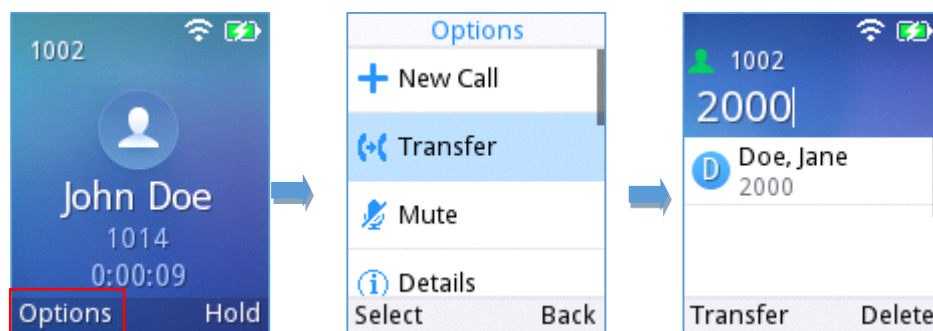 1002
John Doe
1014
0:00:09
Options Hold
Options
New Call
Transfer
Mute
Details
Select Back
1002
2000
D Doe, Jane
2000
Transfer Delete